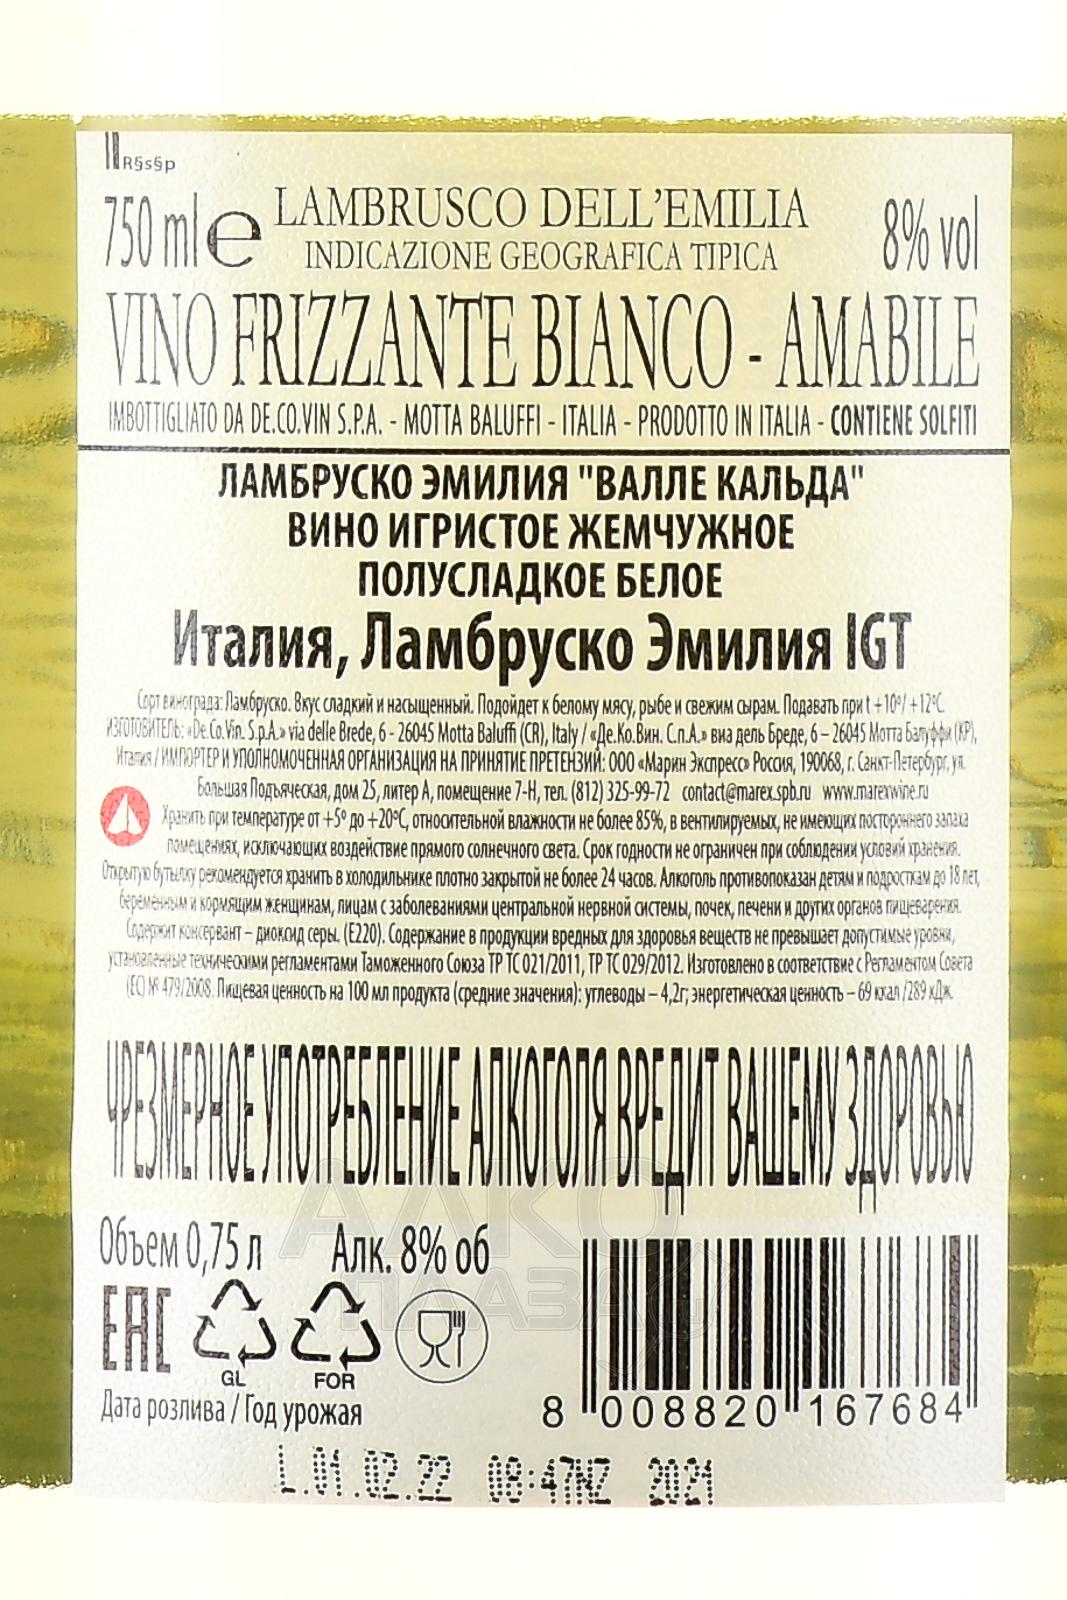 R§s§p
750 ml e LAMBRUSCO DELL'EMILIA 8% vol
INDICAZIONE GEOGRAFICA TIPICA
VINO FRIZZANTE BIANCO - AMABILE
IMBOTTIGLIATO DA DE.CO.VIN S.P.A. - MOTTA BALUFFI - ITALIA - PRODOTTO IN ITALIA - CONTIENE SOLFITI
ЛАМБРУСКО ЭМИЛИЯ "ВАЛЛЕ КАЛЬДА"
ВИНО ИГРИСТОЕ ЖЕМЧУЖНОЕ
ПОЛУСЛАДКОЕ БЕЛОЕ
Италия, Ламбруско Эмилия IGT
Сорт винограда: Ламбруско. Вкус сладкий и насыщенный. Подойдет к белому мясу, рыбе и свежим сырам. Подавать при t +10º/ +12ºС.
ИЗГОТОВИТЕЛЬ: «De.Co.Vin. S.p.A.» via delle Brede, 6 - 26045 Motta Baluffi (CR), Italy / «Де.Ко.Вин. С.п.А.» виа дель Бреде, 6 – 26045 Мотта Балуффи (КР),
Италия / ИМПОРТЕР И УПОЛНОМОЧЕННАЯ ОРГАНИЗАЦИЯ НА ПРИНЯТИЕ ПРЕТЕНЗИЙ: ООО «Марин Экспресс» Россия, 190068, г. Санкт-Петербург, ул.
Большая Подъяческая, дом 25, литер А, помещение 7-Н, тел. (812) 325-99-72 contact@marex.spb.ru www.marexwine.ru
Хранить при температуре от +5º до +20ºС, относительной влажности не более 85%, в вентилируемых, не имеющих постороннего запаха
помещениях, исключающих воздействие прямого солнечного света. Срок годности не ограничен при соблюдении условий хранения.
Открытую бутылку рекомендуется хранить в холодильнике плотно закрытой не более 24 часов. Алкоголь противопоказан детям и подросткам до 18 лет,
беременным и кормящим женщинам, лицам с заболеваниями центральной нервной системы, почек, печени и других органов пищеварения.
Содержит консервант – диоксид серы. (Е220). Содержание в продукции вредных для здоровья веществ не превышает допустимые уровни,
установленные техническими регламентами Таможенного Союза ТР ТС 021/2011, ТР ТС 029/2012. Изготовлено в соответствие с Регламентом Совета
(ЕС) № 479/2008. Пищевая ценность на 100 мл продукта (средние значения): углеводы – 4,2г; энергетическая ценность – 69 ккал /289 кДж.
ЧРЕЗМЕРНОЕ УПОТРЕБЛЕНИЕ АЛКОГОЛЯ ВРЕДИТ ВАШЕМУ ЗДОРОВЬЮ
АЛКО
ПЛАЗА
Объем 0,75 л Алк. 8% об
EAC
GL FOR
Дата розлива / Год урожая
8 008820 167684
L.01.02.22 08:47NZ 2021